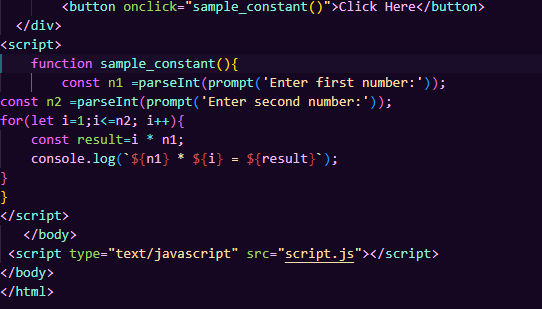 <button onclick="sample_constant()">Click Here</button>
</div>
<script>
function sample_constant(){
const n1 =parseInt(prompt('Enter first number:'));
const n2 =parseInt(prompt('Enter second number:'));
for(let i=1;i<=n2; i++){
const result=i * n1;
console.log(`${n1} * ${i} = ${result}`);
}
}
</script>
</body>
<script type="text/javascript" src="script.js"></script>
</body>
</html>